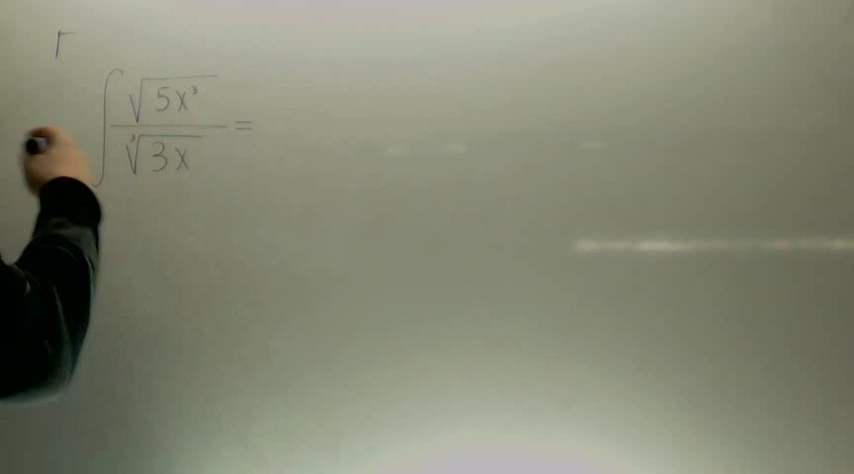 r
∫ √(5x³) / ∛(3x) =